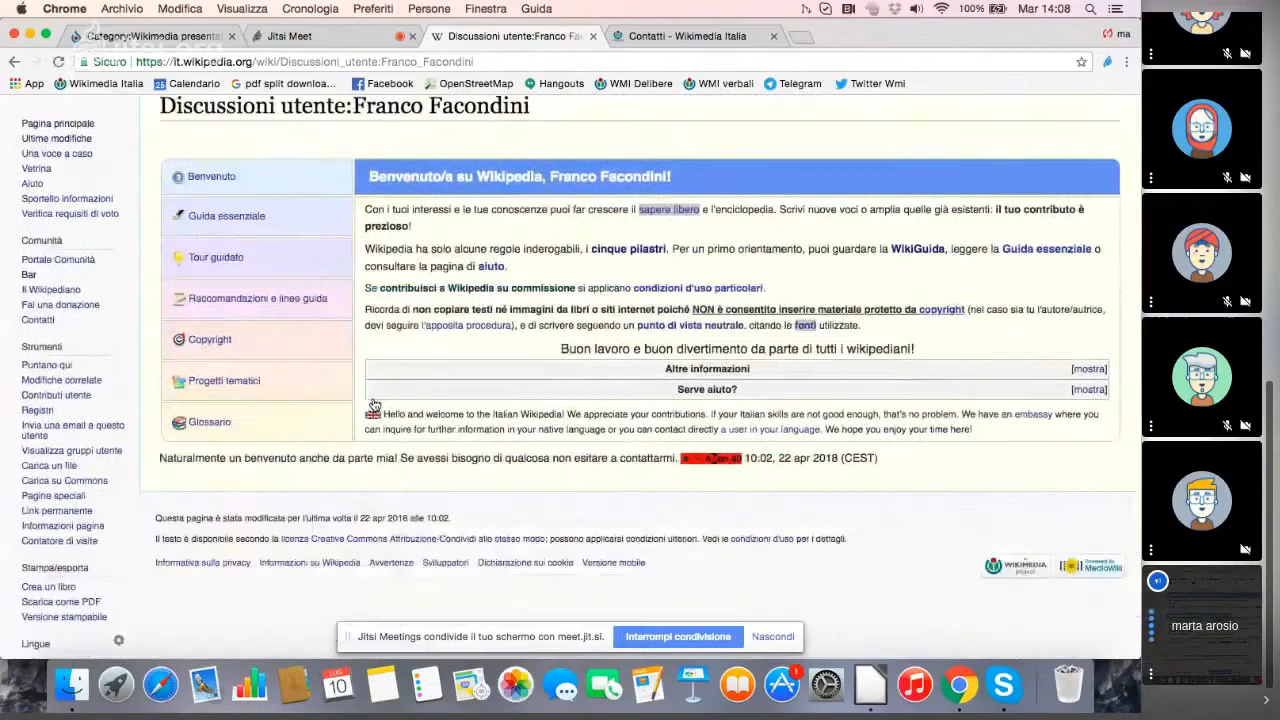 Chrome Archivio Modifica Visualizza Cronologia Preferiti Persone Finestra Guida 100% Mar 14:08
Category:Wikimedia presentat Jitsi Meet Discussioni utente:Franco Fa Contatti - Wikimedia Italia ma
jitsi.org
Sicuro https://it.wikipedia.org/wiki/Discussioni_utente:Franco_Facondini
App Wikimedia Italia Calendario pdf split durreral... Facebook OpenStreetMap Hangouts WMI Delibere WMI verbali Telegram Twitter Wmi
Discussioni utente:Franco Facondini
Pagina principale
Ultime modifiche
Una voce a caso
Vetrina
Aiuto
Sportello informazioni
Verifica requisiti di voto
Comunità
Portale Comunità
Bar
Il Wikipediano
Fai una donazione
Contatti
Strumenti
Puntano qui
Modifiche correlate
Contributi utente
Registri
Invia una email a questo
utente
Visualizza gruppi utente
Carica un file
Carica su Commons
Pagine speciali
Link permanente
Informazioni pagina
Contatore di visite
Stampa/esporta
Crea un libro
Scarica come PDF
Versione stampabile
Lingue
Benvenuto
Guida essenziale
Tour guidato
Raccomandazioni e linee guida
Copyright
Progetti tematici
Glossario
Benvenuto/a su Wikipedia, Franco Facondini!
Con i tuoi interessi e le tue conoscenze puoi far crescere il sapere libero e l'enciclopedia. Scrivi nuove voci o amplia quelle già esistenti: il tuo contributo è
prezioso!
Wikipedia ha solo alcune regole inderogabili, i cinque pilastri. Per un primo orientamento, puoi guardare la WikiGuida, leggere la Guida essenziale o
consultare la pagina di aiuto.
Se contribuisci a Wikipedia su commissione si applicano condizioni d'uso particolari.
Ricorda di non copiare testi né immagini da libri o siti internet poiché NON è consentito inserire materiale protetto da copyright (nel caso sia tu l'autore/autrice,
devi seguire l'apposita procedura), e di scrivere seguendo un punto di vista neutrale, citando le fonti utilizzate.
Buon lavoro e buon divertimento da parte di tutti i wikipediani!
Altre informazioni [mostra]
Serve aiuto? [mostra]
Hello and welcome to the Italian Wikipedia! We appreciate your contributions. If your Italian skills are not good enough, that's no problem. We have an embassy where you
can inquire for further information in your native language or you can contact directly a user in your language. We hope you enjoy your time here!
Naturalmente un benvenuto anche da parte mia! Se avessi bisogno di qualcosa non esitare a contattarmi. 10:02, 22 apr 2018 (CEST)
Questa pagina è stata modificata per l'ultima volta il 22 apr 2018 alle 10:02.
Il testo è disponibile secondo la licenza Creative Commons Attribuzione-Condividi allo stesso modo; possono applicarsi condizioni ulteriori. Vedi le condizioni d'uso per i dettagli.
Informativa sulla privacy Informazioni su Wikipedia Avvertenze Sviluppatori Dichiarazione sui cookie Versione mobile
WIKIMEDIA
project
Powered By
MediaWiki
Jitsi Meetings condivide il tuo schermo con meet.jit.si. Interrompi condivisione Nascondi
marta arosio
LUG
10
1